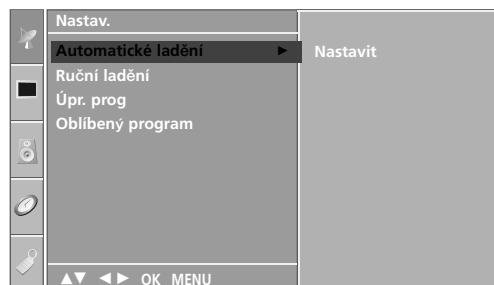 Nastav.
Automatické ladění ► Nastavit
Ruční ladění
Úpr. prog
Oblíbený program
▲▼ ◄► OK MENU